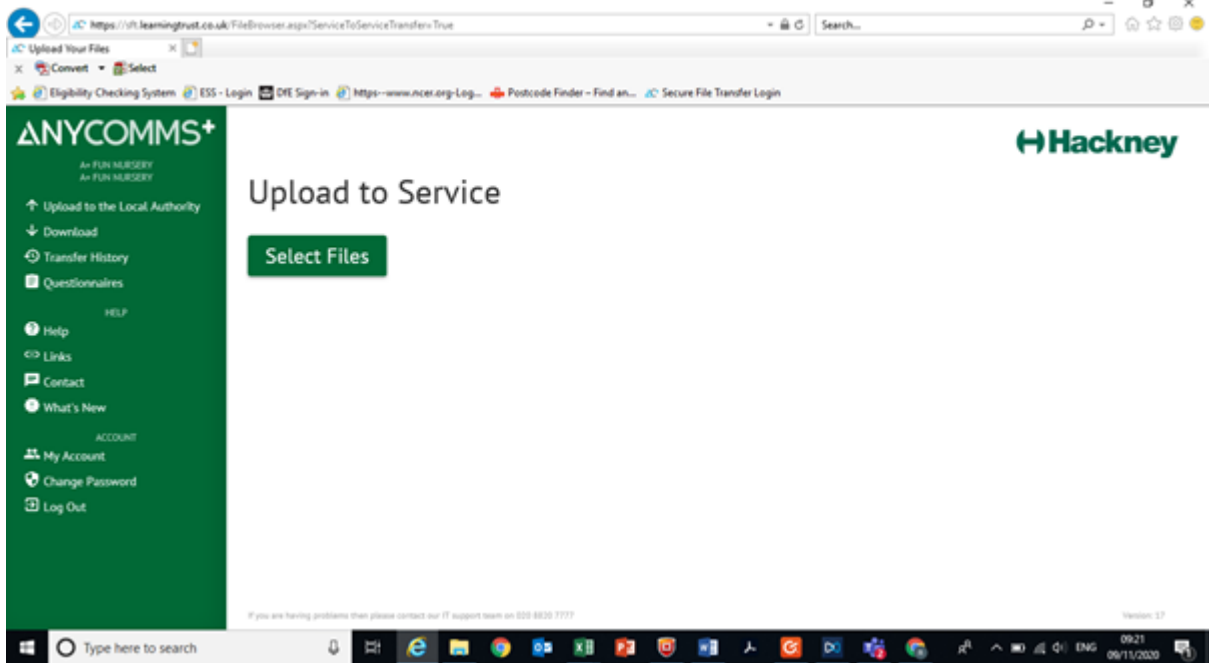 https://sft.learningtrust.co.uk/FileBrowser.aspx?ServiceToServiceTransfer=True
Search...
Upload Your Files
x Convert Select
Eligibility Checking System ESS - Login DfE Sign-in https--www.ncer.org-Log... Postcode Finder – Find an... Secure File Transfer Login
ANYCOMMS+
A+ FUN NURSERY
A+ FUN NURSERY
Upload to the Local Authority
Download
Transfer History
Questionnaires
HELP
Help
Links
Contact
What's New
ACCOUNT
My Account
Change Password
Log Out
Hackney
Upload to Service
Select Files
If you are having problems then please contact our IT support team on 020 8820 7777
Version: 17
Type here to search
ENG
09:21
09/11/2020